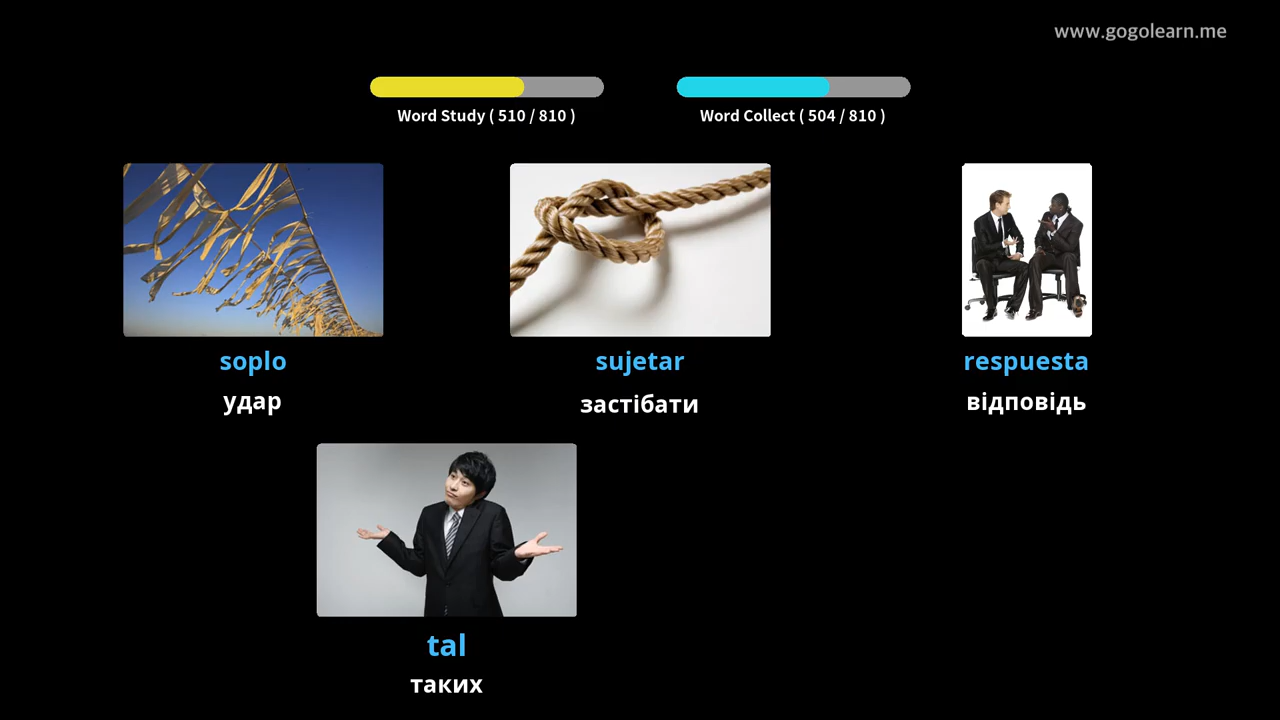 www.gogolearn.me
Word Study ( 510 / 810 )
Word Collect ( 504 / 810 )
soplo
удар
sujetar
застібати
respuesta
відповідь
tal
таких